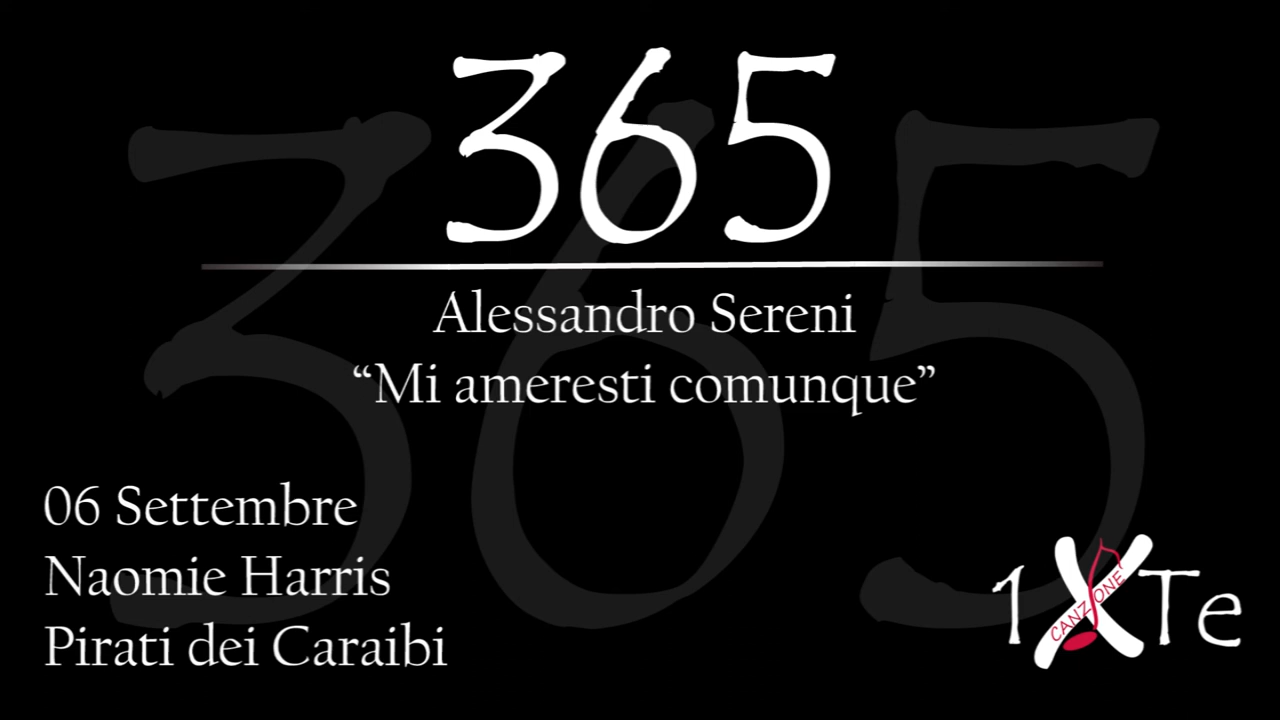 365
Alessandro Sereni
“Mi ameresti comunque”
06 Settembre
Naomie Harris
Pirati dei Caraibi
1XTe
CANZONE